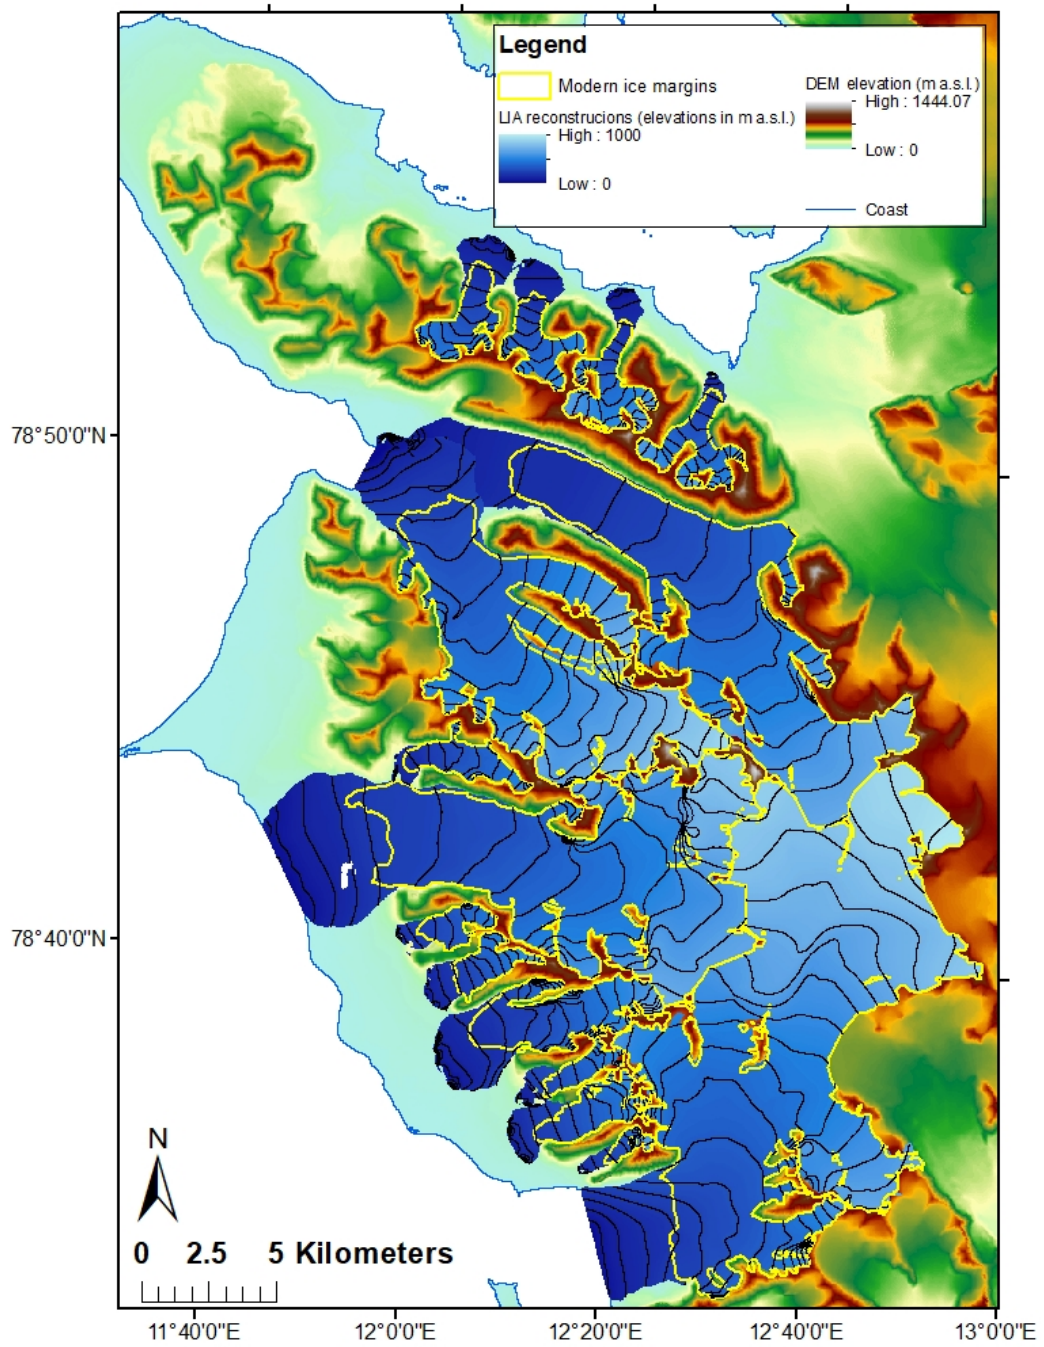 Legend
Modern ice margins
LIA reconstrucions (elevations in m a.s.l.)
High : 1000
Low : 0
DEM elevation (m a.s.l.)
High : 1444.07
Low : 0
Coast
78°50'0"N
78°40'0"N
N
0 2.5 5 Kilometers
11°40'0"E 12°0'0"E 12°20'0"E 12°40'0"E 13°0'0"E